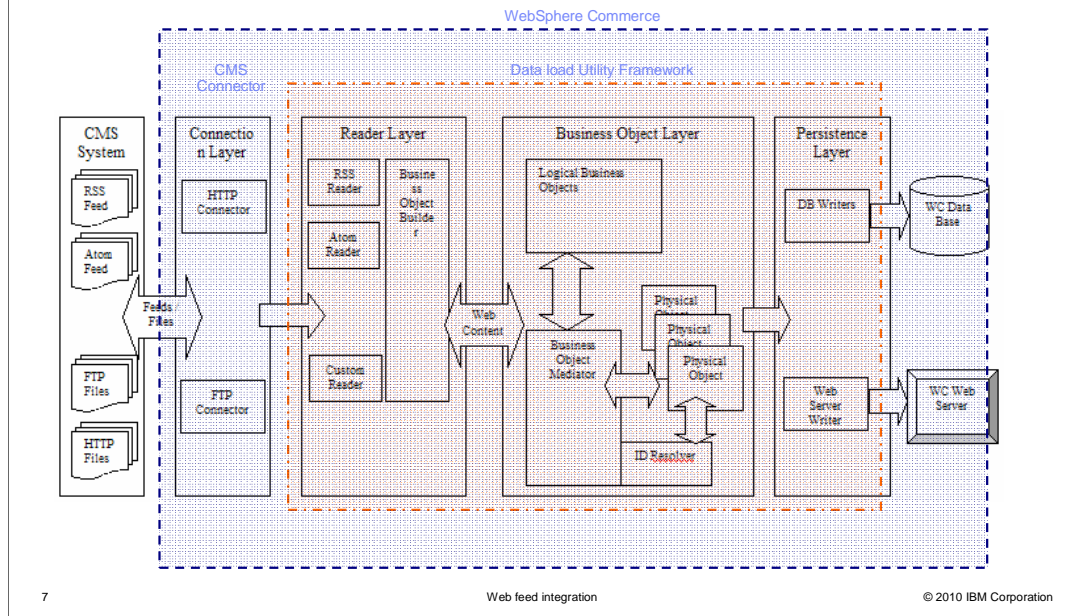 WebSphere Commerce
CMS
Connector
Data load Utility Framework
CMS
System
RSS
Feed
Atom
Feed
Feeds /
Files
FTP
Files
HTTP
Files
Connectio
n Layer
HTTP
Connector
FTP
Connector
Reader Layer
RSS
Reader
Atom
Reader
Custom
Reader
Busine
ss
Object
Builde
r
Web
Content
Business Object Layer
Logical Business
Objects
Business
Object
Mediator
Physical
Object
Physical
Object
Physical
Object
ID Resolver
Persistence
Layer
DB Writers
Web
Server
Writer
WC Data
Base
WC Web
Server
7
Web feed integration
© 2010 IBM Corporation